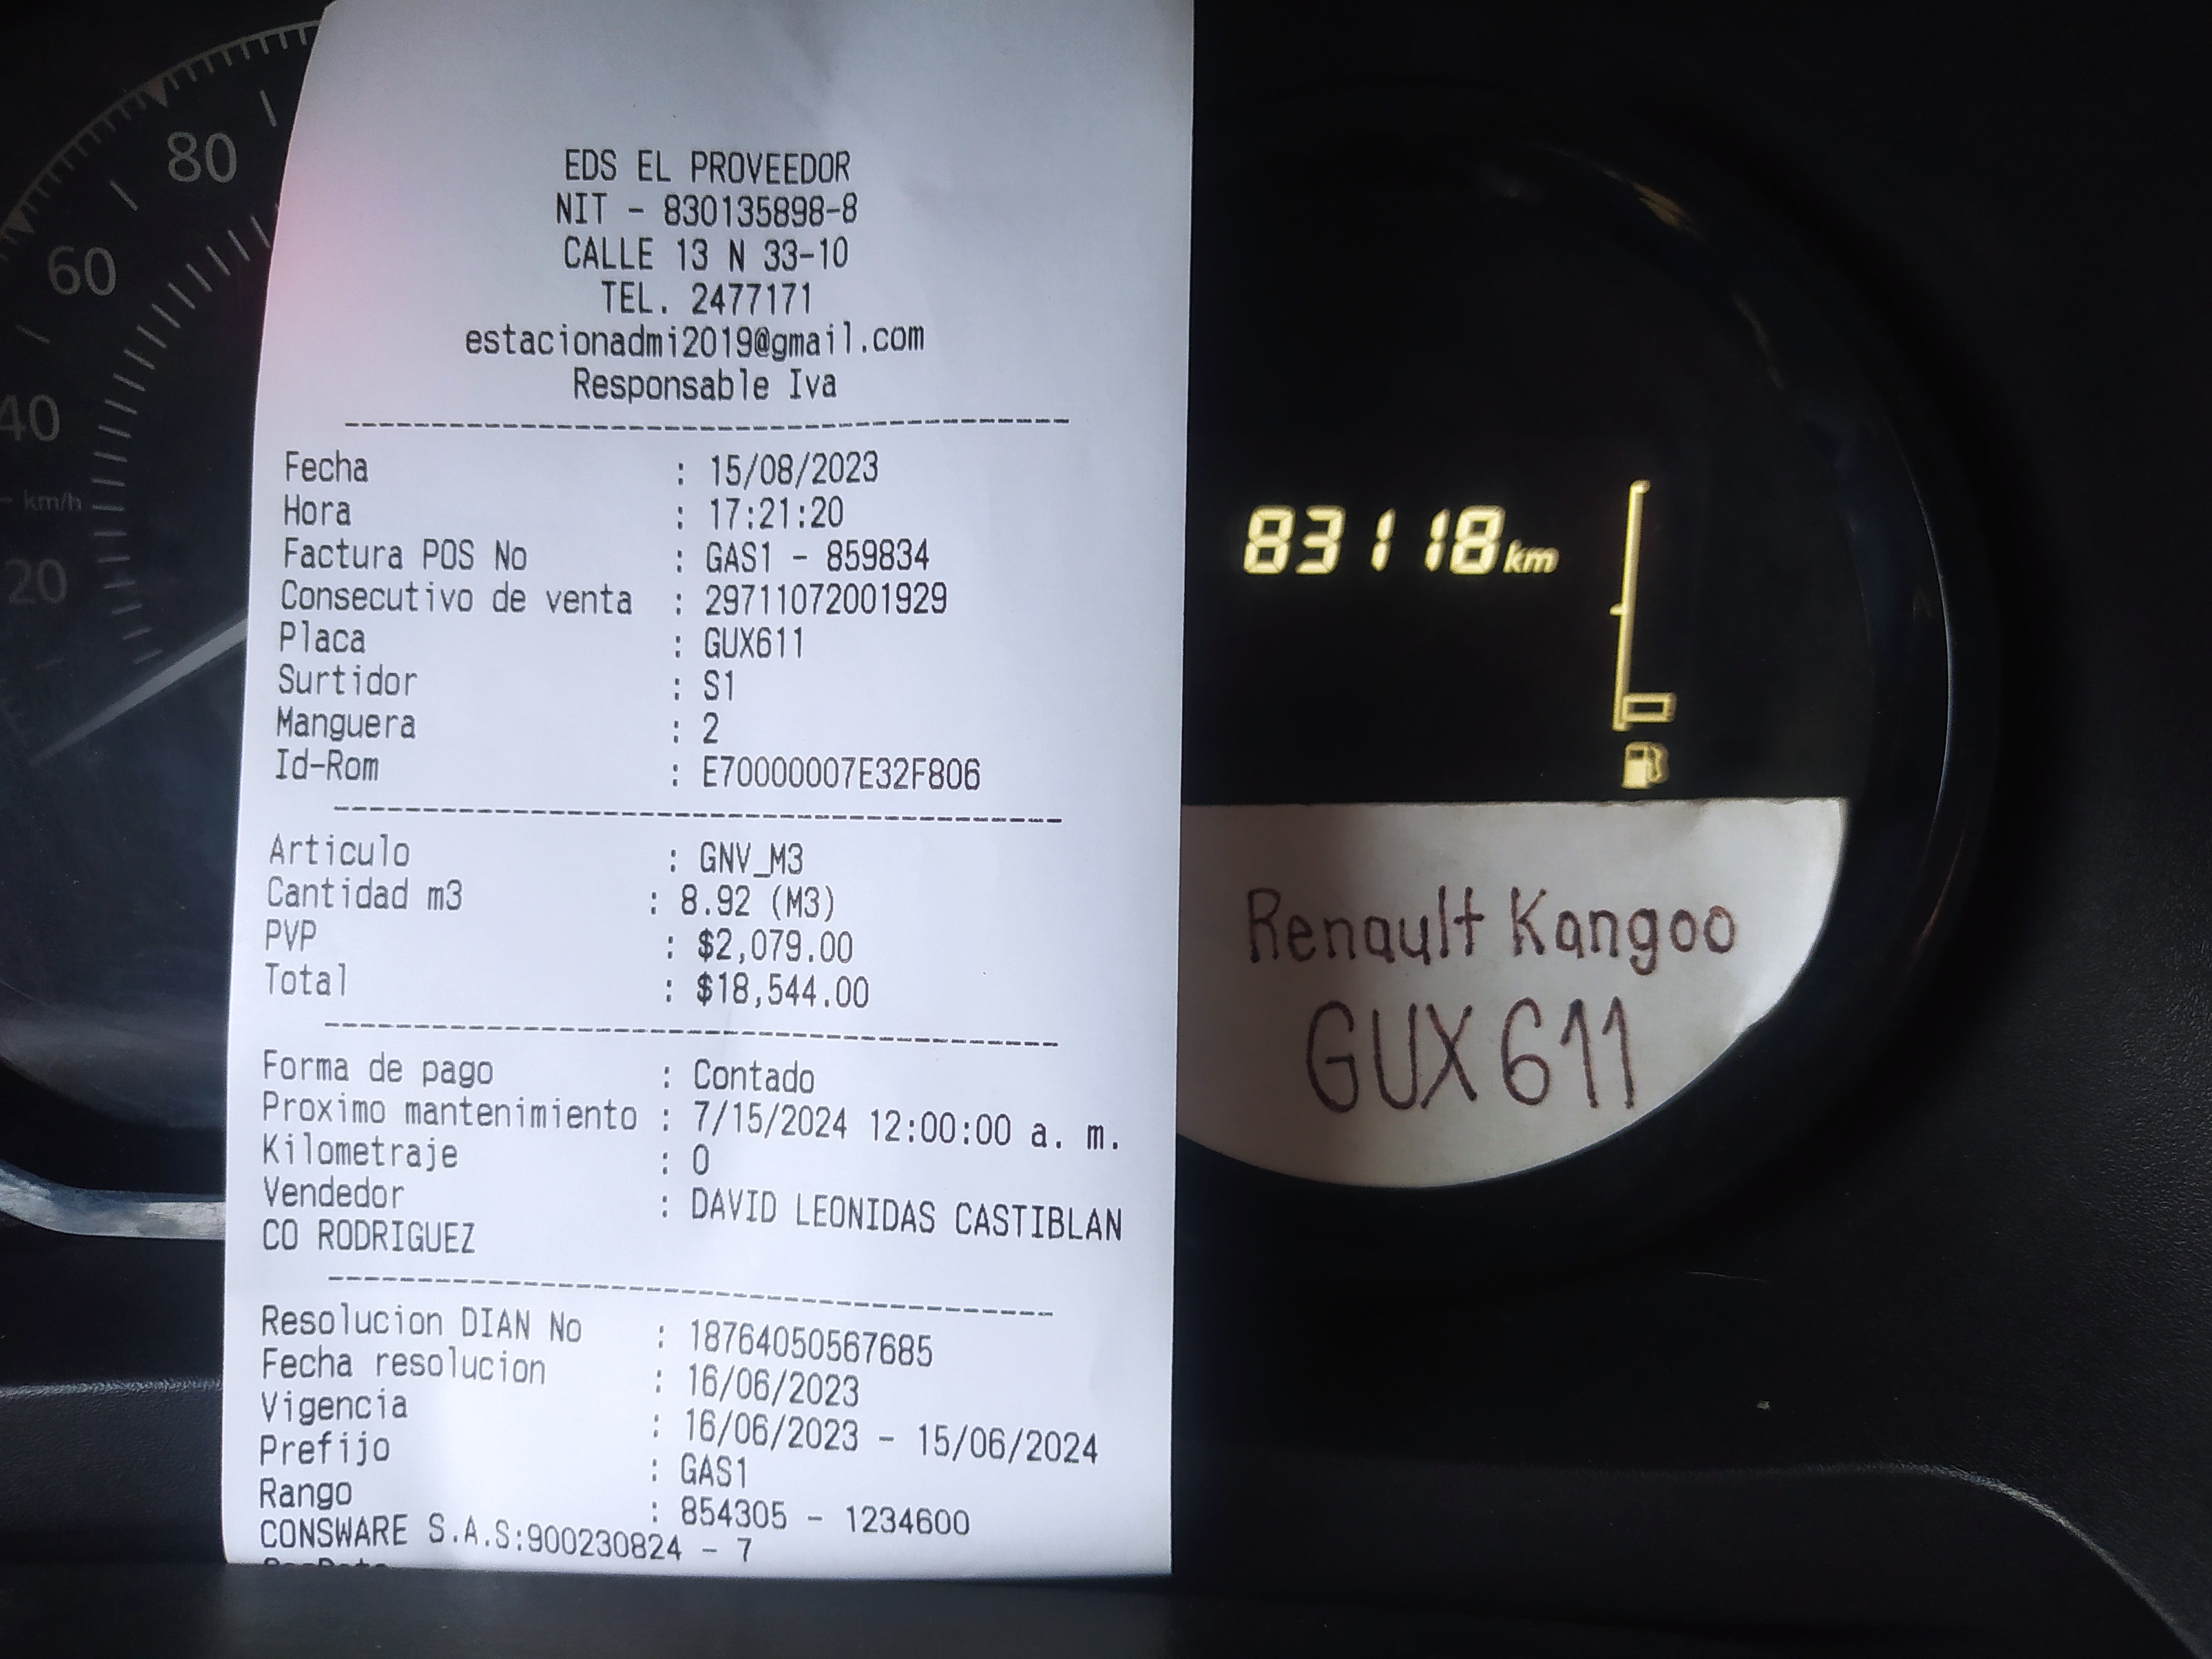 EDS EL PROVEEDOR
NIT - 830135898-8
CALLE 13 N 33-10
TEL. 2477171
estacionadmi2019@gmail.com
Responsable Iva
Fecha : 15/08/2023
Hora : 17:21:20
Factura POS No : GAS1 - 859834
Consecutivo de venta : 29711072001929
Placa : GUX611
Surtidor : S1
Manguera : 2
Id-Rom : E70000007E32F806
Articulo : GNV_M3
Cantidad m3 : 8.92 (M3)
PVP : $2,079.00
Total : $18,544.00
Forma de pago : Contado
Proximo mantenimiento : 7/15/2024 12:00:00 a. m.
Kilometraje : 0
Vendedor : DAVID LEONIDAS CASTIBLAN
CO RODRIGUEZ
Resolucion DIAN No : 18764050567685
Fecha resolucion : 16/06/2023
Vigencia : 16/06/2023 - 15/06/2024
Prefijo : GAS1
Rango : 854305 - 1234600
CONSWARE S.A.S:900230824 - 7
80
60
40
km/h
20
83118 km
Renault Kangoo
GUX611